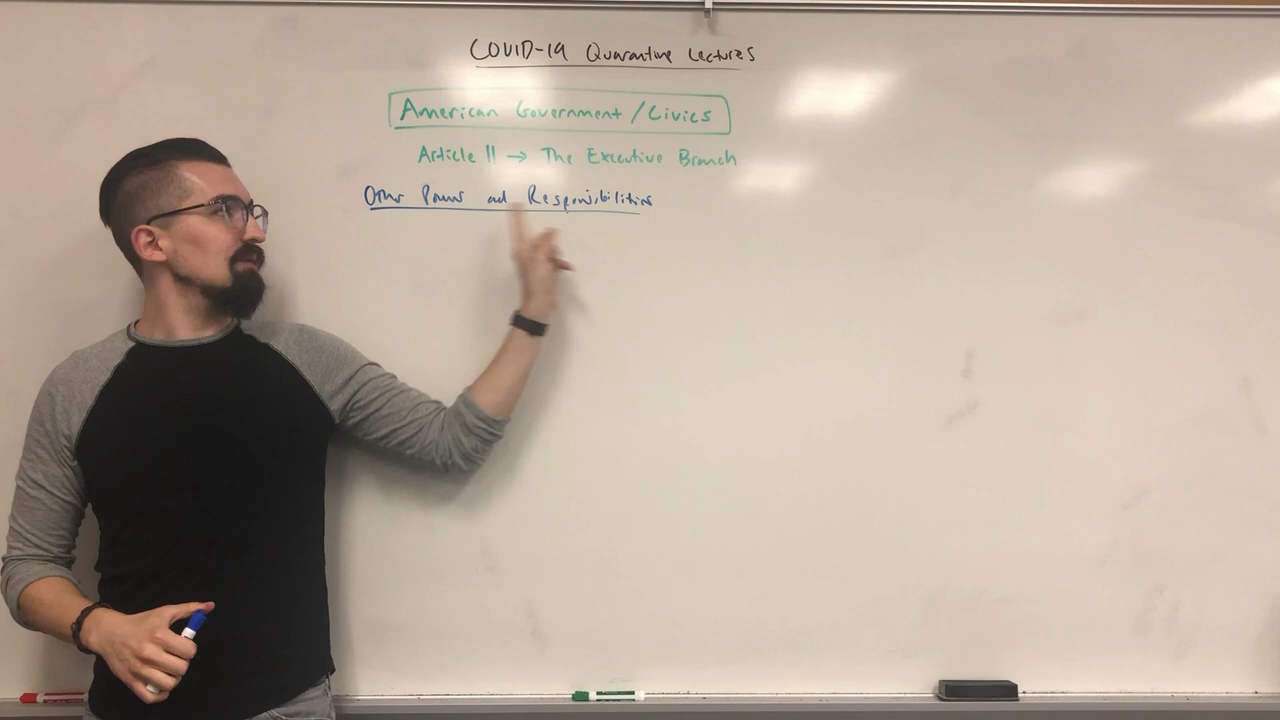 COVID-19 Quarantine Lectures
American Government/Civics
Article II → The Executive Branch
Other Powers and Responsibilities